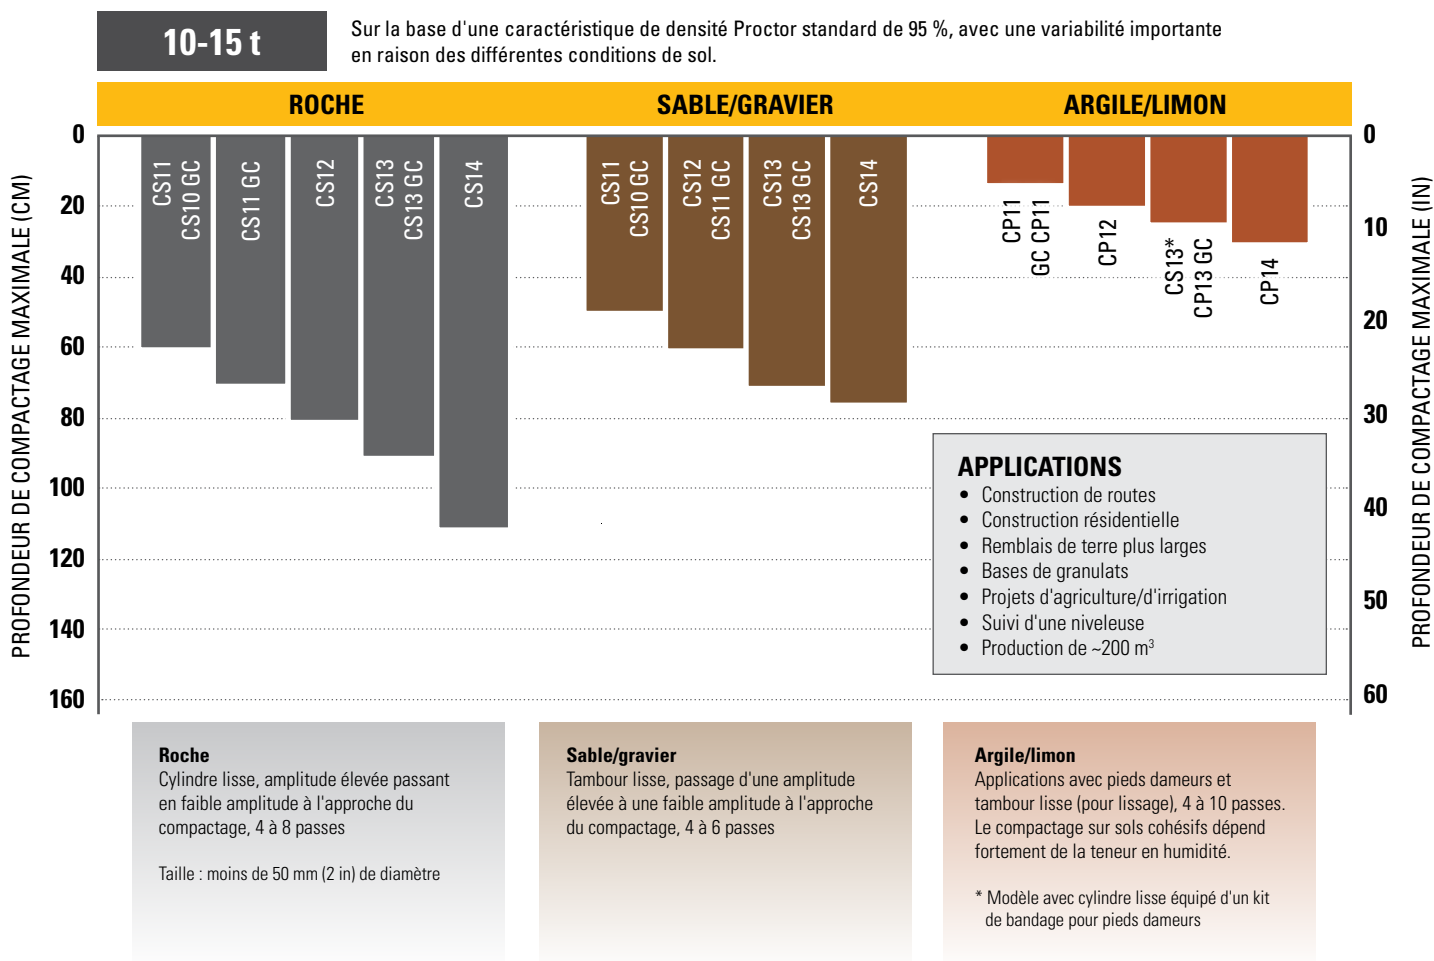 10-15 t
Sur la base d'une caractéristique de densité Proctor standard de 95 %, avec une variabilité importante
en raison des différentes conditions de sol.
ROCHE
SABLE/GRAVIER
ARGILE/LIMON
PROFONDEUR DE COMPACTAGE MAXIMALE (CM)
0
20
40
60
80
100
120
140
160
CS11
CS10 GC
CS11 GC
CS12
CS13
CS13 GC
CS14
CS11
CS10 GC
CS12
CS11 GC
CS13
CS13 GC
CS14
CP11
GC CP11
CP12
CS13*
CP13 GC
CP14
0
10
20
30
40
50
60
PROFONDEUR DE COMPACTAGE MAXIMALE (IN)
APPLICATIONS
• Construction de routes
• Construction résidentielle
• Remblais de terre plus larges
• Bases de granulats
• Projets d'agriculture/d'irrigation
• Suivi d'une niveleuse
• Production de ~200 m³
Roche
Cylindre lisse, amplitude élevée passant
en faible amplitude à l'approche du
compactage, 4 à 8 passes
Taille : moins de 50 mm (2 in) de diamètre
Sable/gravier
Tambour lisse, passage d'une amplitude
élevée à une faible amplitude à l'approche
du compactage, 4 à 6 passes
Argile/limon
Applications avec pieds dameurs et
tambour lisse (pour lissage), 4 à 10 passes.
Le compactage sur sols cohésifs dépend
fortement de la teneur en humidité.
* Modèle avec cylindre lisse équipé d'un kit
de bandage pour pieds dameurs